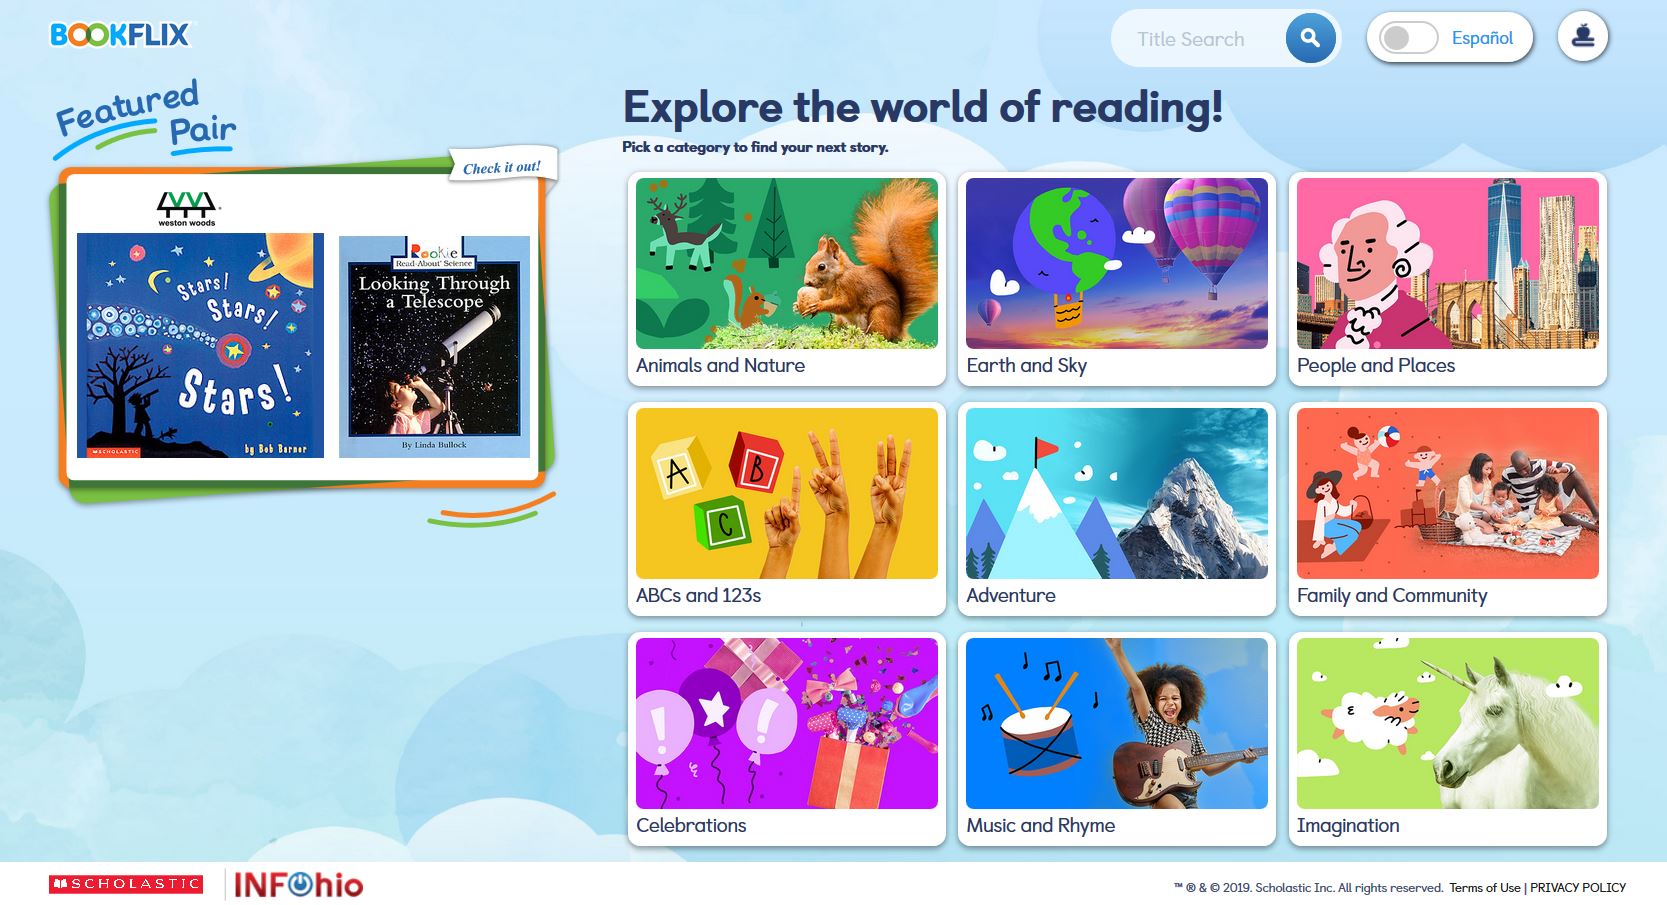 BOOKFLIX
Title Search
Español
Featured
Pair
Check it out!
weston woods
Stars!
Stars!
Stars!
by Bob Barner
SCHOLASTIC
Rookie
Read-About® Science
Looking Through
a Telescope
By Linda Bullock
Explore the world of reading!
Pick a category to find your next story.
Animals and Nature
Earth and Sky
People and Places
A
B
C
ABCs and 123s
Adventure
Family and Community
!
!
Celebrations
Music and Rhyme
Imagination
SCHOLASTIC
INFOhio
™ ® & © 2019. Scholastic Inc. All rights reserved. Terms of Use | PRIVACY POLICY